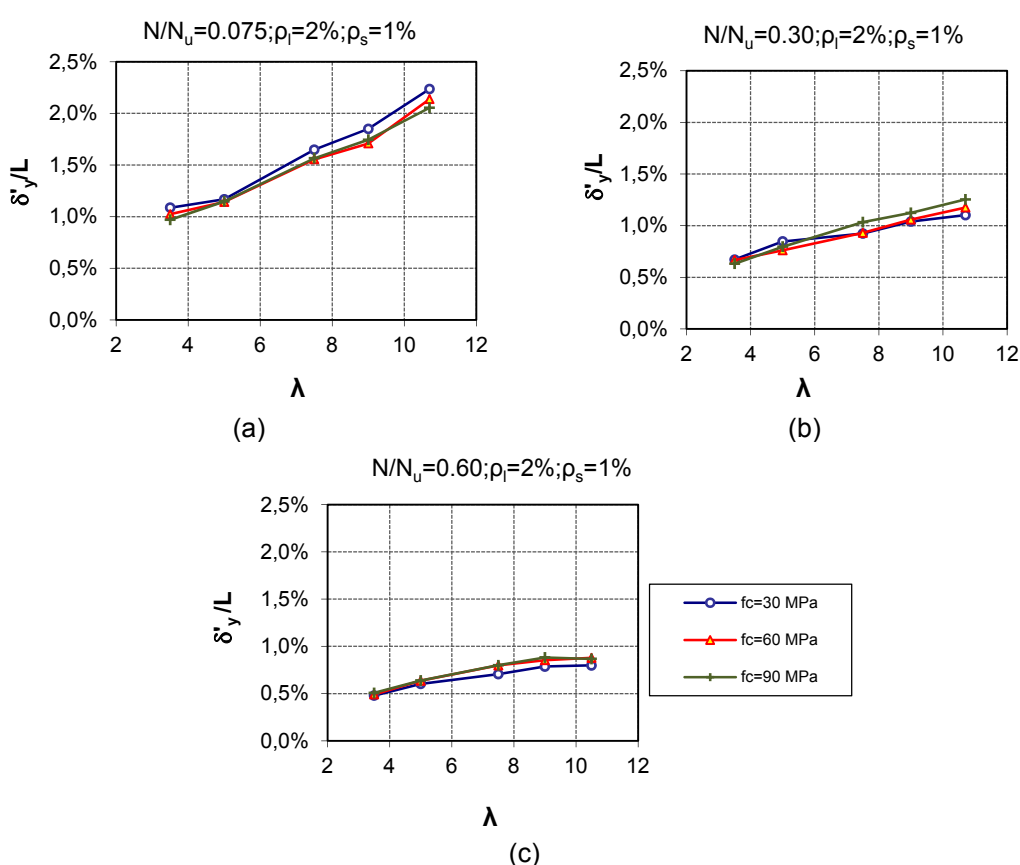 N/Nu=0.075;ρl=2%;ρs=1%
2,5%
2,0%
1,5%
1,0%
0,5%
0,0%
δ'y/L
2 4 6 8 10 12
λ
(a)
N/Nu=0.30;ρl=2%;ρs=1%
2,5%
2,0%
1,5%
1,0%
0,5%
0,0%
δ'y/L
2 4 6 8 10 12
λ
(b)
N/Nu=0.60;ρl=2%;ρs=1%
2,5%
2,0%
1,5%
1,0%
0,5%
0,0%
δ'y/L
2 4 6 8 10 12
λ
(c)
fc=30 MPa
fc=60 MPa
fc=90 MPa